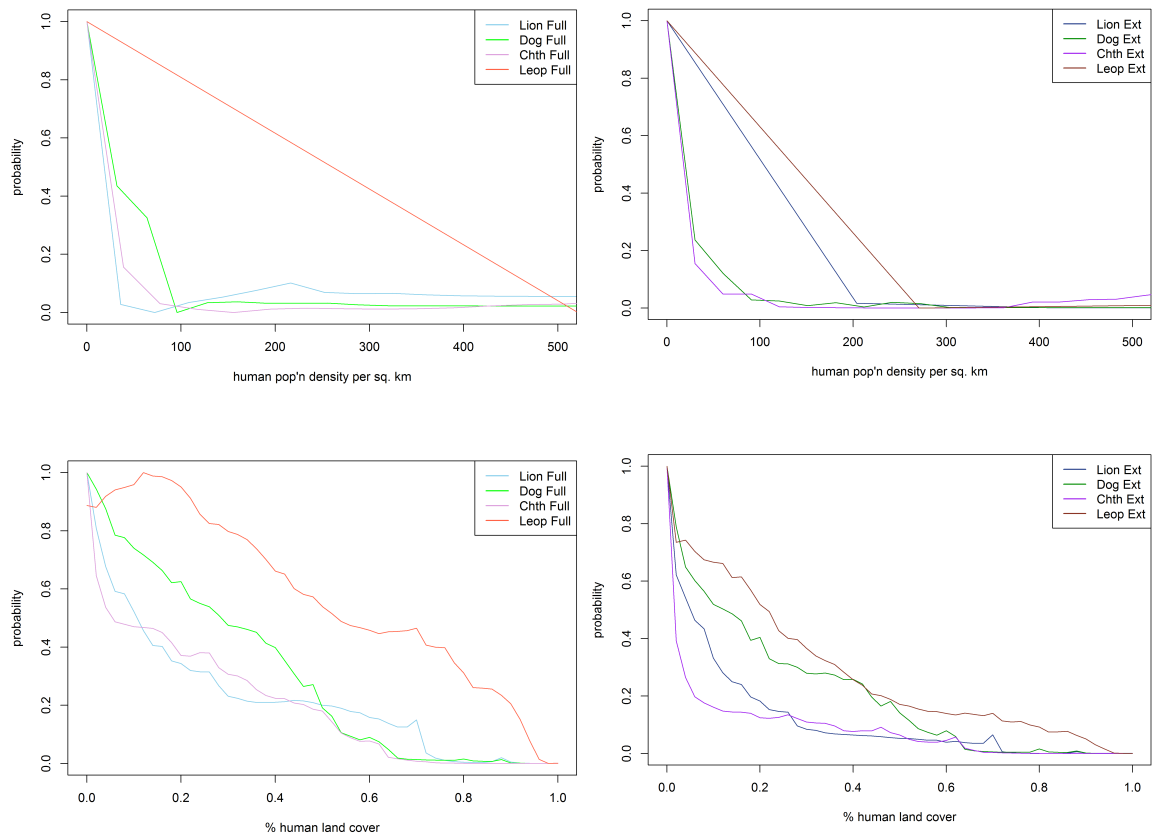 Lion Full
Dog Full
Chth Full
Leop Full
probability
0.0 0.2 0.4 0.6 0.8 1.0
0 100 200 300 400 500
human pop'n density per sq. km
Lion Ext
Dog Ext
Chth Ext
Leop Ext
probability
0.0 0.2 0.4 0.6 0.8 1.0
0 100 200 300 400 500
human pop'n density per sq. km
Lion Full
Dog Full
Chth Full
Leop Full
probability
0.0 0.2 0.4 0.6 0.8 1.0
0.0 0.2 0.4 0.6 0.8 1.0
% human land cover
Lion Ext
Dog Ext
Chth Ext
Leop Ext
probability
0.0 0.2 0.4 0.6 0.8 1.0
0.0 0.2 0.4 0.6 0.8 1.0
% human land cover